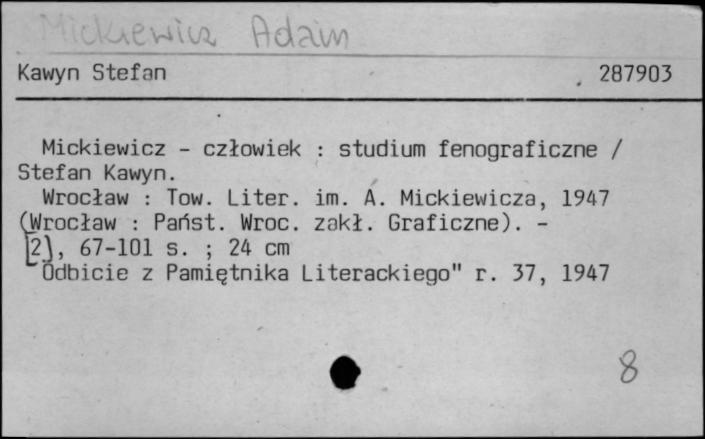 Mickiewicz Adam
Kawyn Stefan 287903
Mickiewicz - człowiek : studium fenograficzne /
Stefan Kawyn.
Wrocław : Tow. Liter. im. A. Mickiewicza, 1947
(Wrocław : Państ. Wroc. zakł. Graficzne). -
[2], 67-101 s. ; 24 cm
Odbicie z Pamiętnika Literackiego" r. 37, 1947
8